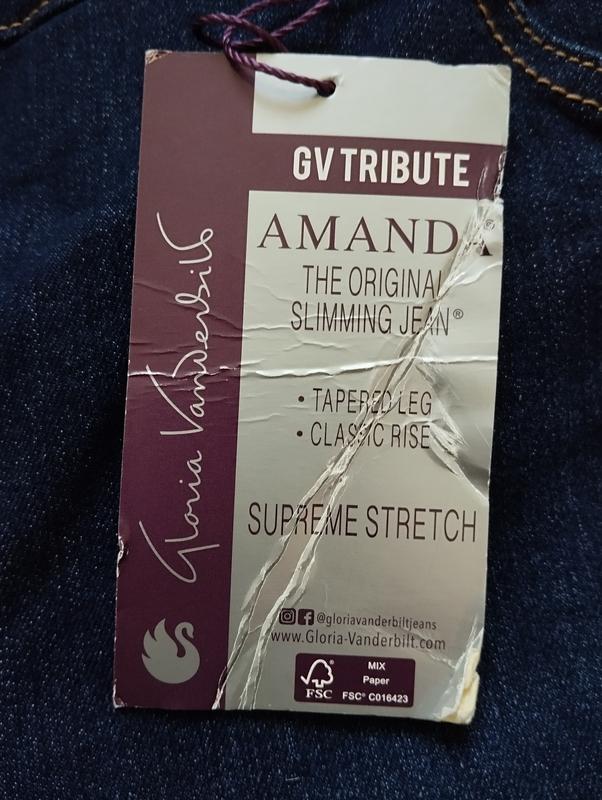 GV TRIBUTE
AMANDA®
THE ORIGINAL
SLIMMING JEAN®
• TAPERED LEG
• CLASSIC RISE
SUPREME STRETCH
@gloriavanderbiltjeans
www.Gloria-Vanderbilt.com
FSC
MIX
Paper
FSC® C016423
Gloria Vanderbilt